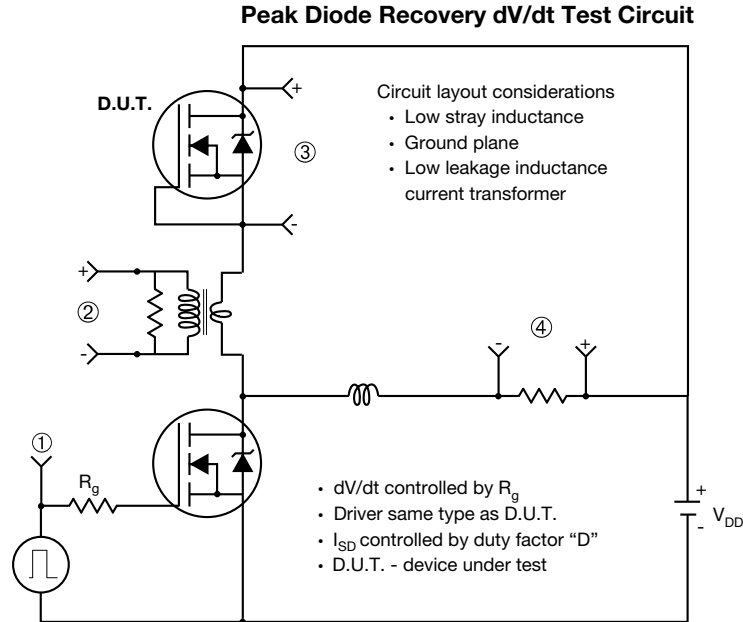 Peak Diode Recovery dV/dt Test Circuit
D.U.T.
+
③
-
Circuit layout considerations
• Low stray inductance
• Ground plane
• Low leakage inductance
current transformer
+
②
-
④
- +
①
Rg
• dV/dt controlled by Rg
• Driver same type as D.U.T.
• ISD controlled by duty factor “D”
• D.U.T. - device under test
+
-
VDD